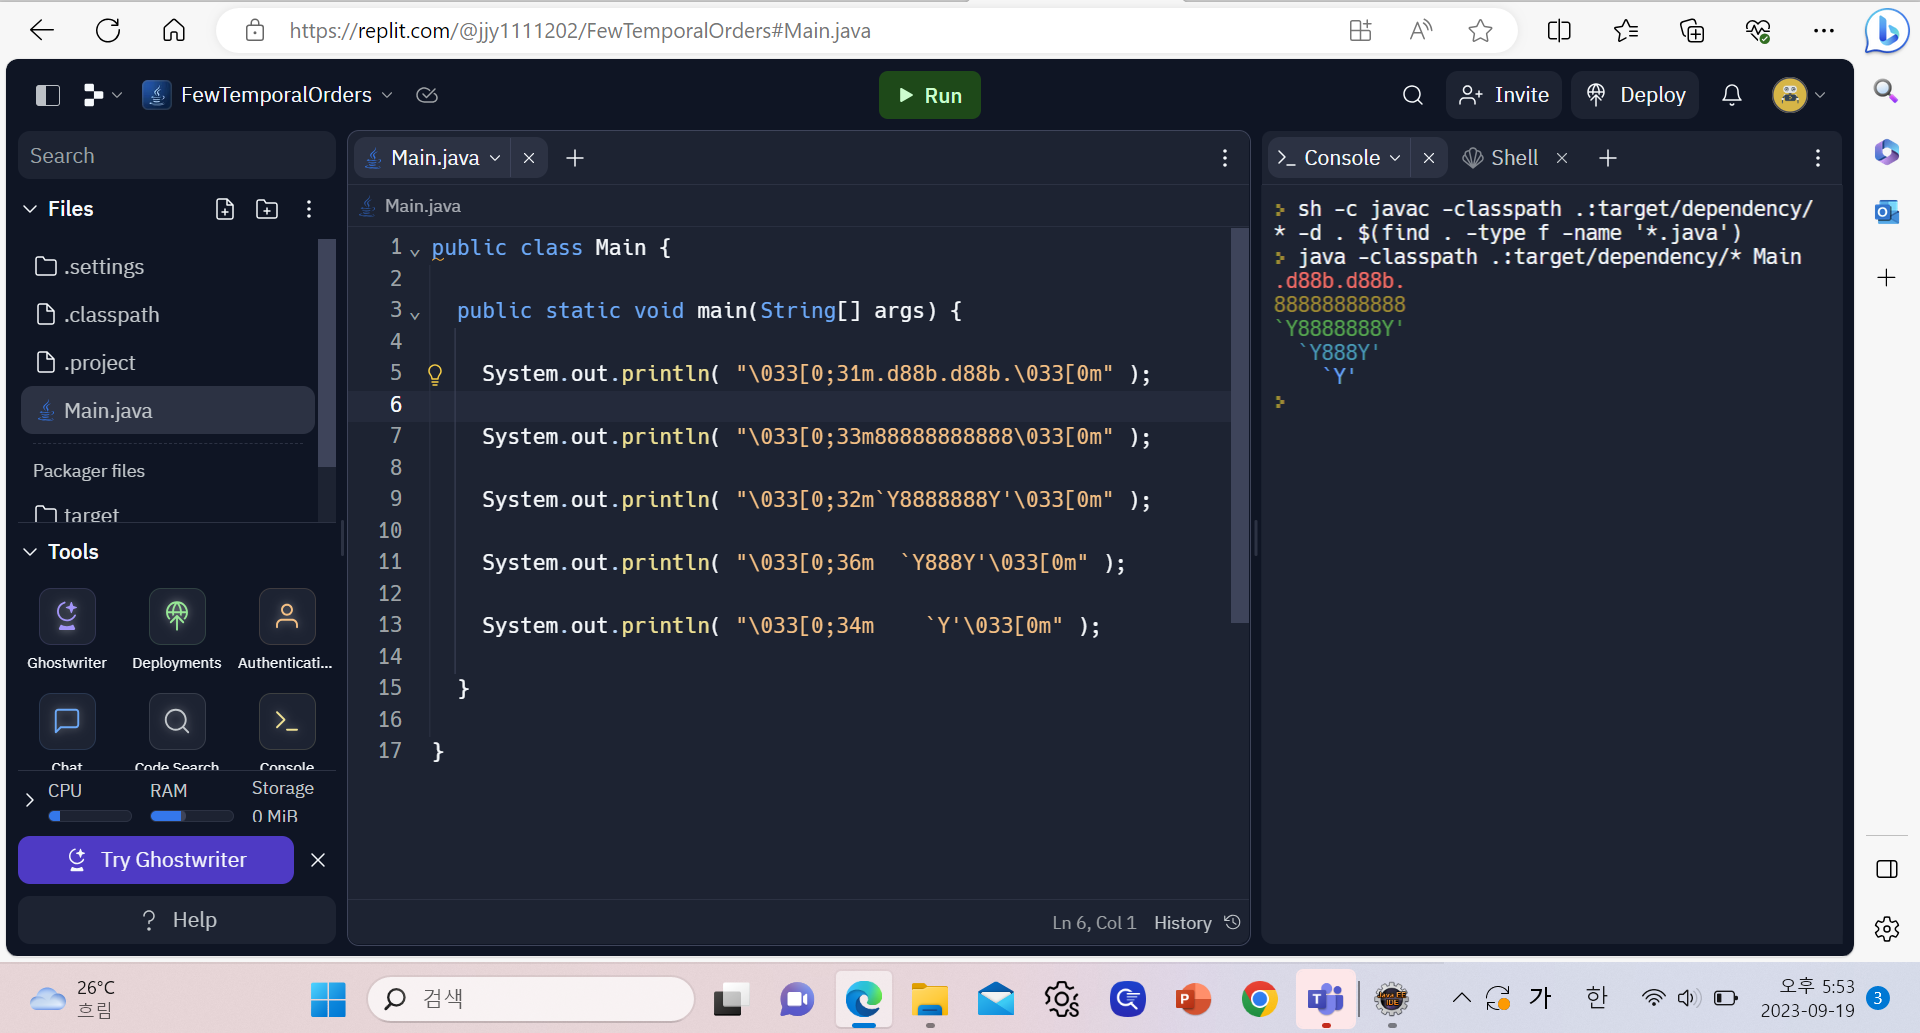 https://replit.com/@jjy1111202/FewTemporalOrders#Main.java
FewTemporalOrders
Run
Invite
Deploy
Search
Files
.settings
.classpath
.project
Main.java
Packager files
target
Tools
Ghostwriter
Deployments
Authenticati...
Chat
Code Search
Console
CPU
RAM
Storage
0 MiB
Try Ghostwriter
? Help
Main.java
Main.java
1 public class Main {
2
3   public static void main(String[] args) {
4
5     System.out.println( "\033[0;31m.d88b.d88b.\033[0m" );
6
7     System.out.println( "\033[0;33m88888888888\033[0m" );
8
9     System.out.println( "\033[0;32m`Y8888888Y'\033[0m" );
10
11     System.out.println( "\033[0;36m  `Y888Y'\033[0m" );
12
13     System.out.println( "\033[0;34m    `Y'\033[0m" );
14
15   }
16
17 }
Ln 6, Col 1
History
Console
Shell
sh -c javac -classpath .:target/dependency/
* -d . $(find . -type f -name '*.java')
java -classpath .:target/dependency/* Main
.d88b.d88b.
88888888888
`Y8888888Y'
  `Y888Y'
    `Y'
26°C
흐림
검색
가
한
오후 5:53
2023-09-19
3